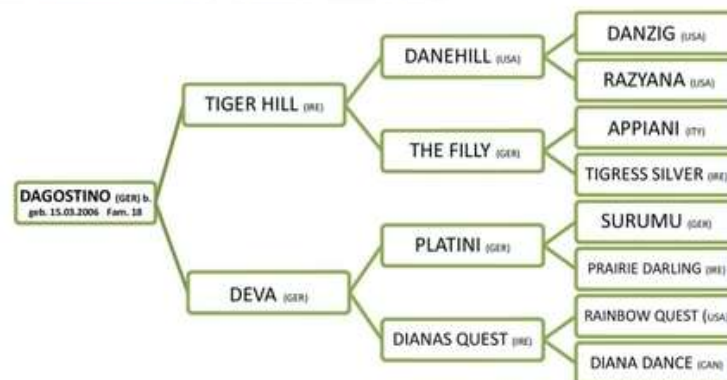 DANZIG (USA)
DANEHILL (USA)
RAZYANA (USA)
TIGER HILL (IRE)
APPIANI (ITY)
THE FILLY (GER)
TIGRESS SILVER (IRE)
DAGOSTINO (GER) b.
geb. 15.03.2006 Fam. 18
SURUMU (GER)
PLATINI (GER)
PRAIRIE DARLING (IRE)
DEVA (GER)
RAINBOW QUEST (USA)
DIANAS QUEST (IRE)
DIANA DANCE (CAN)